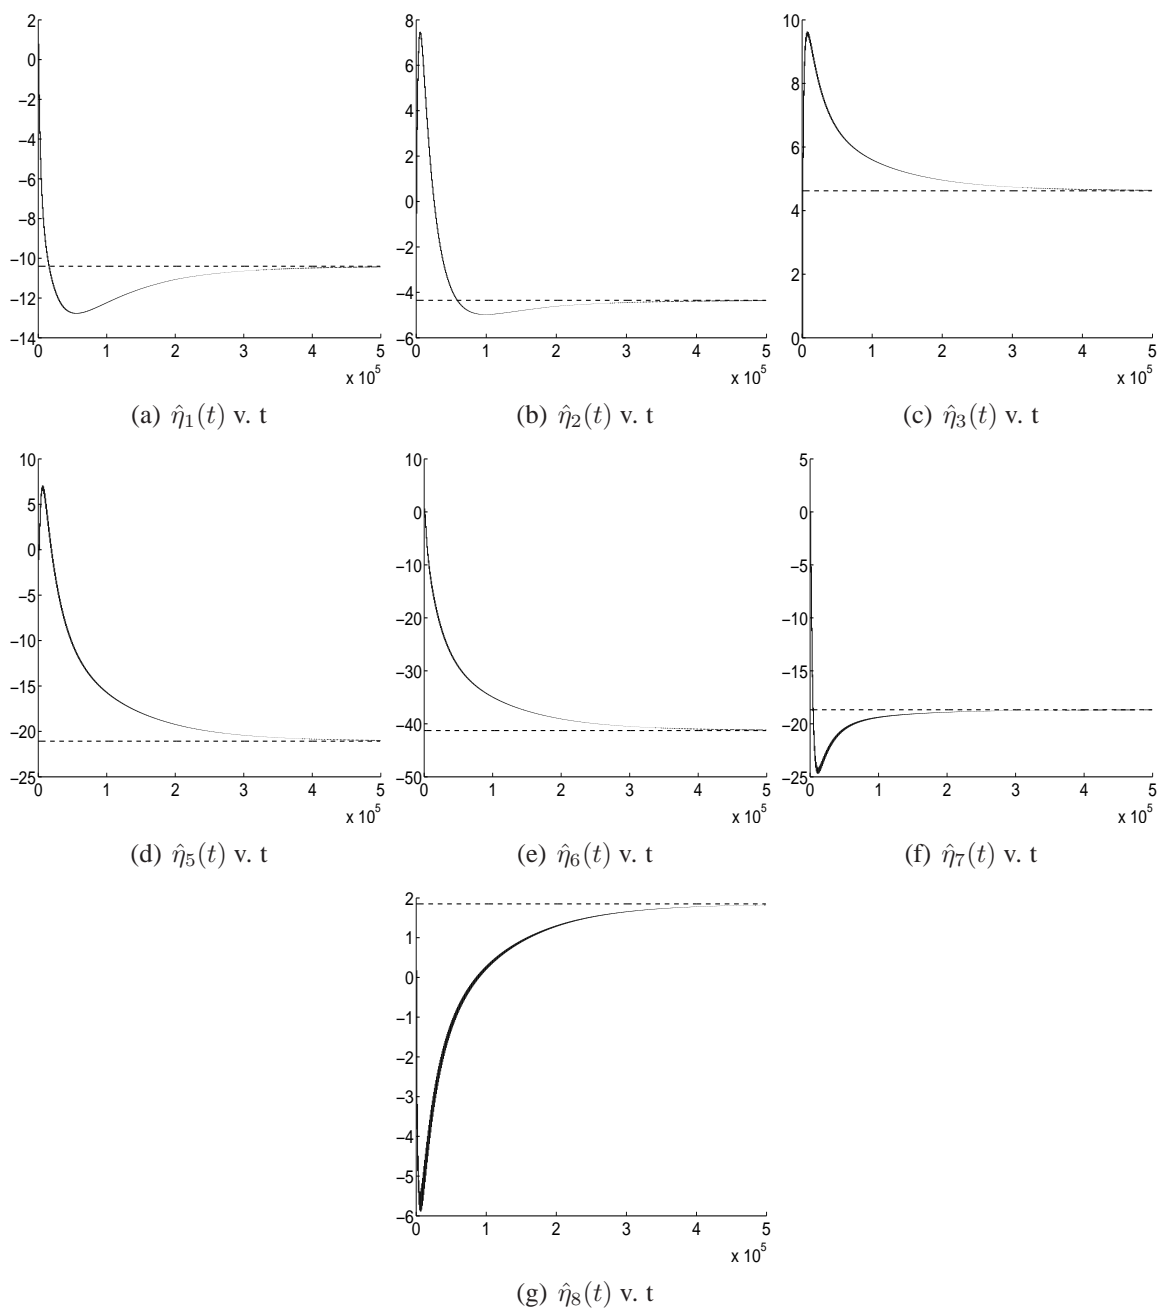 2
0
−2
−4
−6
−8
−10
−12
−14
0 1 2 3 4 5
x 10^5
(a) η̂₁(t) v. t
8
6
4
2
0
−2
−4
−6
0 1 2 3 4 5
x 10^5
(b) η̂₂(t) v. t
10
8
6
4
2
0
0 1 2 3 4 5
x 10^5
(c) η̂₃(t) v. t
10
5
0
−5
−10
−15
−20
−25
0 1 2 3 4 5
x 10^5
(d) η̂₅(t) v. t
10
0
−10
−20
−30
−40
−50
0 1 2 3 4 5
x 10^5
(e) η̂₆(t) v. t
5
0
−5
−10
−15
−20
−25
0 1 2 3 4 5
x 10^5
(f) η̂₇(t) v. t
2
1
0
−1
−2
−3
−4
−5
−6
0 1 2 3 4 5
x 10^5
(g) η̂₈(t) v. t